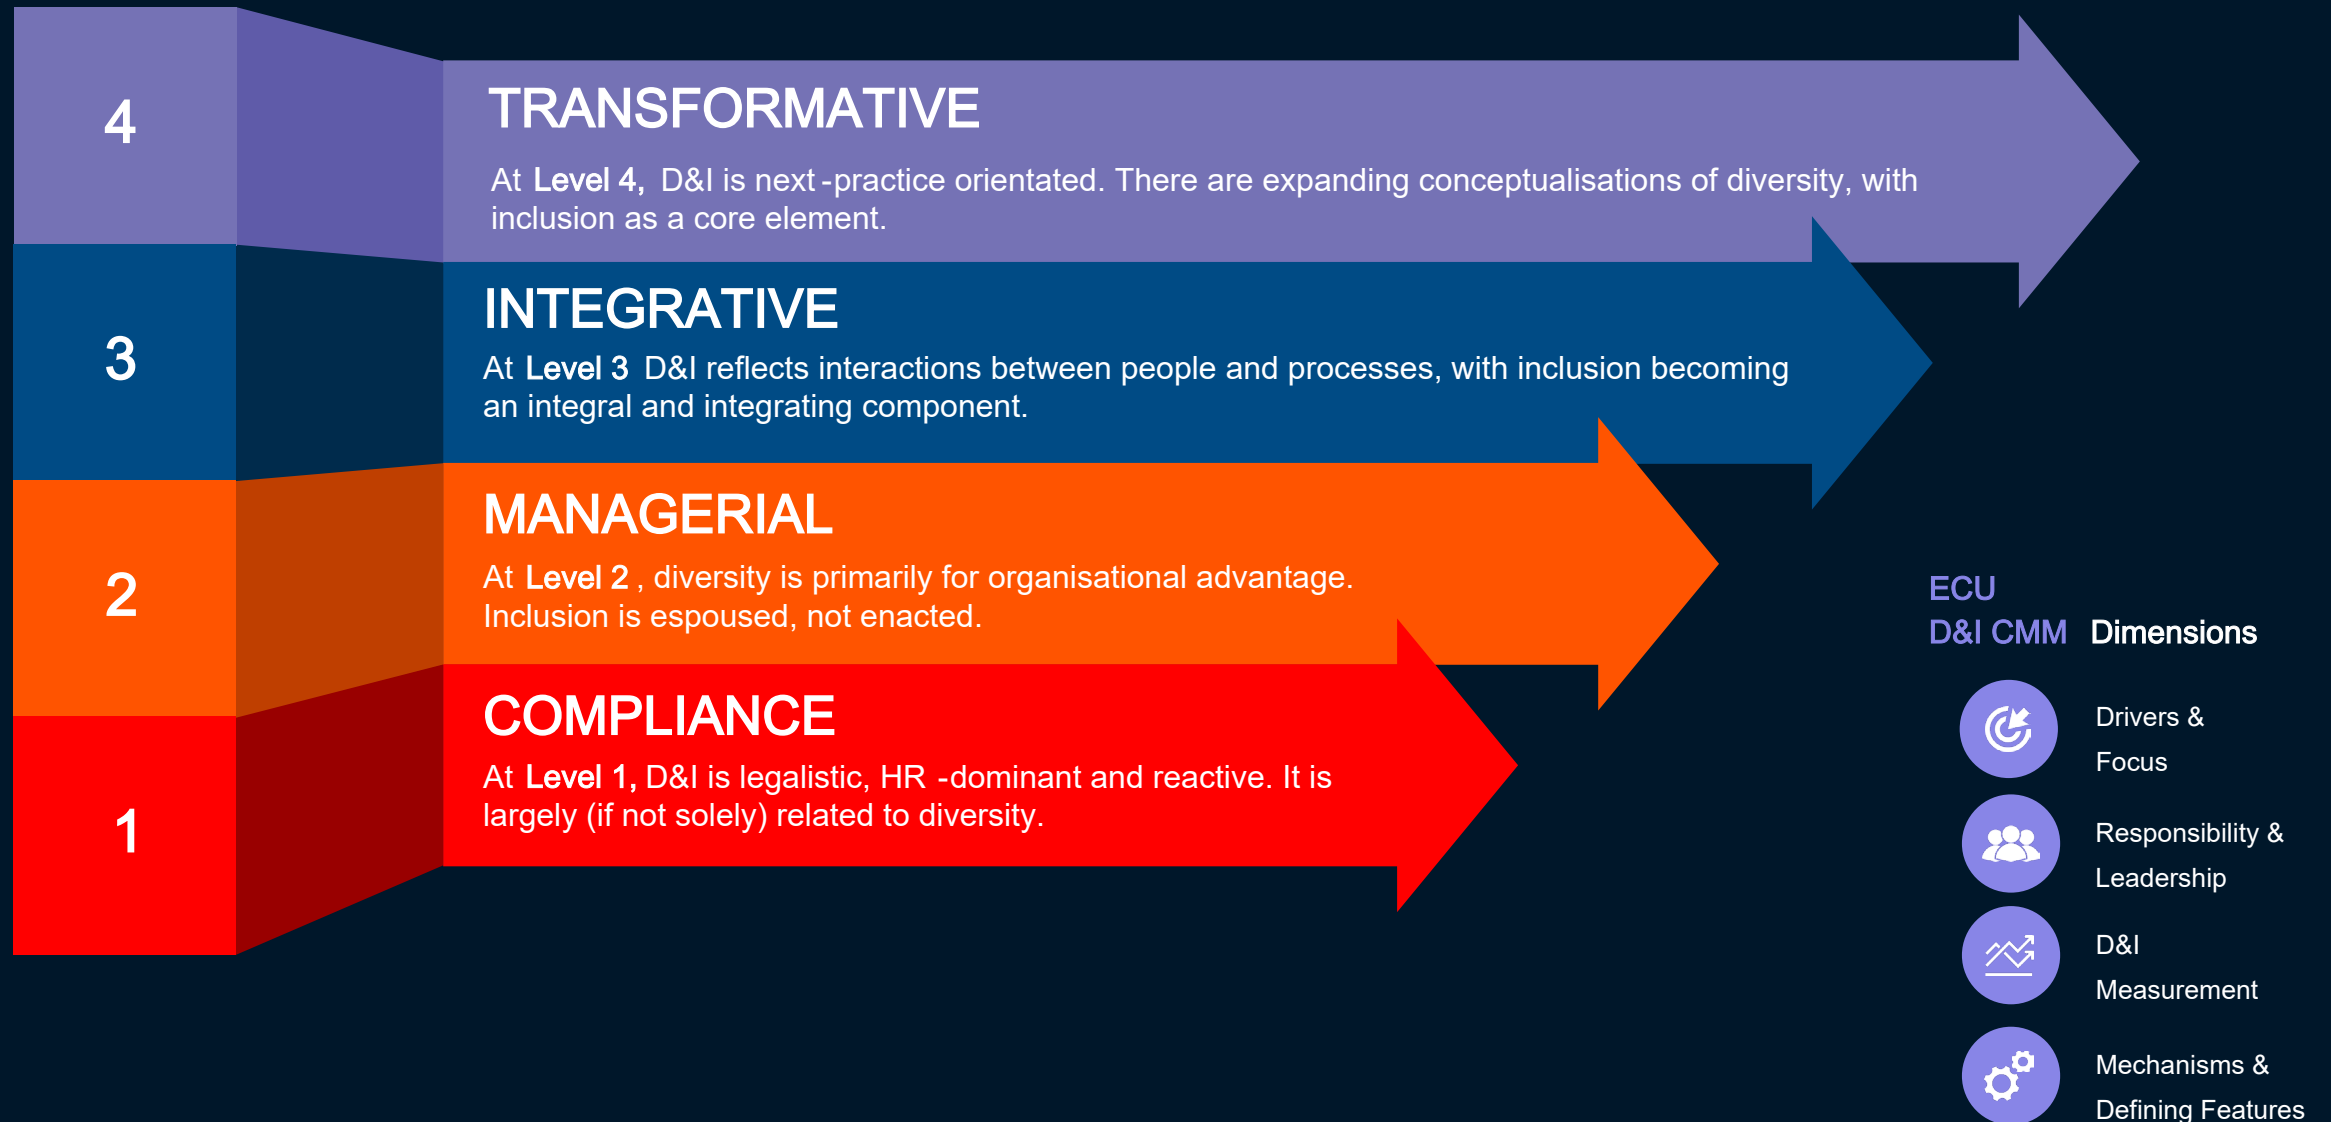 4
TRANSFORMATIVE
At Level 4, D&I is next-practice orientated. There are expanding conceptualisations of diversity, with
inclusion as a core element.
3
INTEGRATIVE
At Level 3 D&I reflects interactions between people and processes, with inclusion becoming
an integral and integrating component.
2
MANAGERIAL
At Level 2, diversity is primarily for organisational advantage.
Inclusion is espoused, not enacted.
1
COMPLIANCE
At Level 1, D&I is legalistic, HR-dominant and reactive. It is
largely (if not solely) related to diversity.
ECU
D&I CMM Dimensions
Drivers &
Focus
Responsibility &
Leadership
D&I
Measurement
Mechanisms &
Defining Features